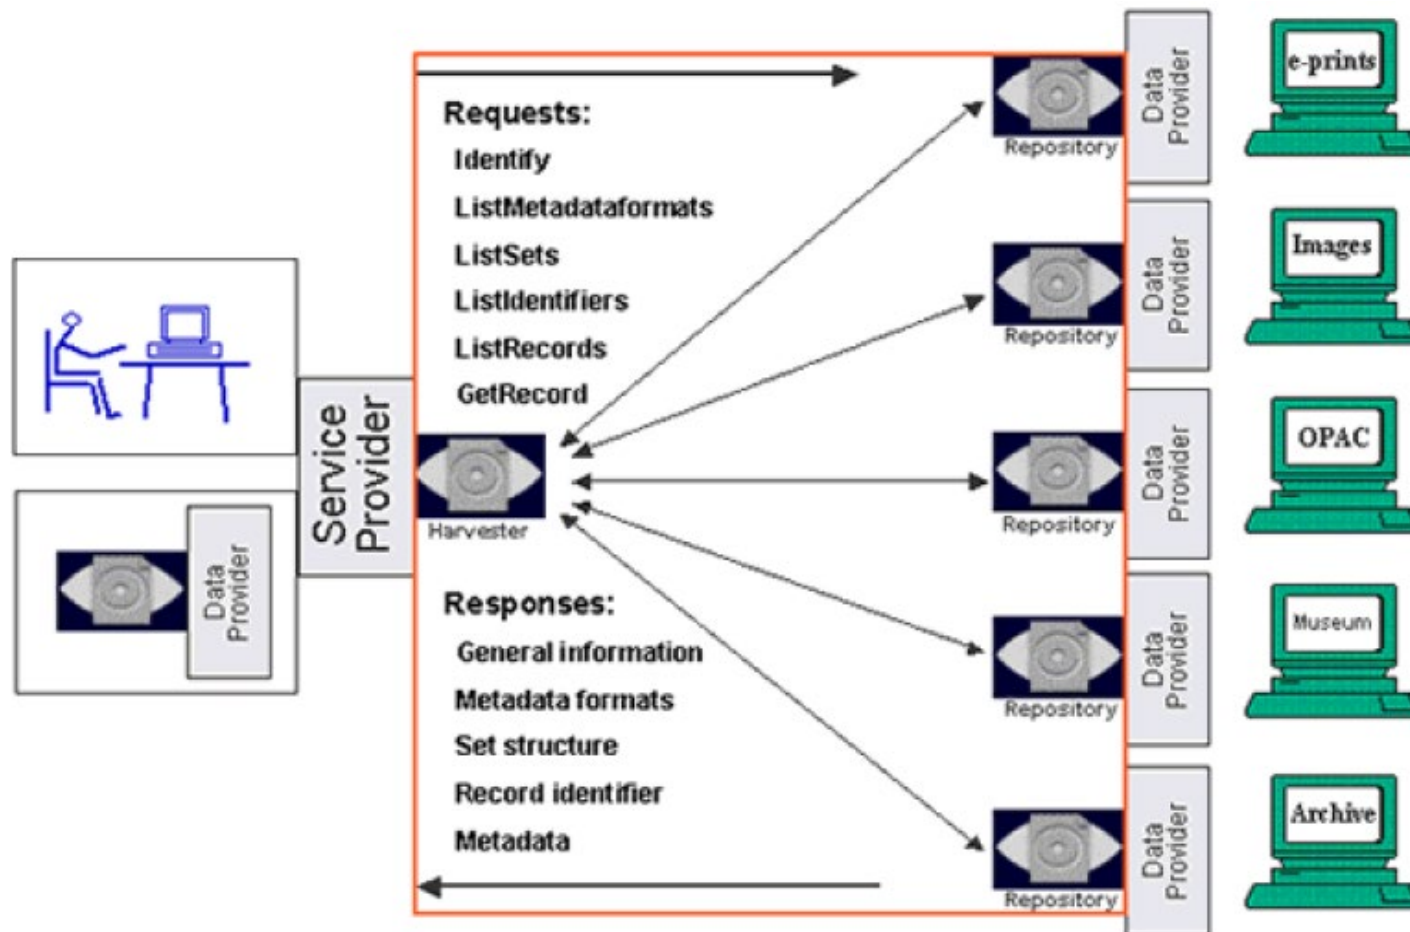 Requests:
Identify
ListMetadataformats
ListSets
ListIdentifiers
ListRecords
GetRecord
Service
Provider
Harvester
Data
Provider
Responses:
General information
Metadata formats
Set structure
Record identifier
Metadata
Repository
Data
Provider
e-prints
Repository
Data
Provider
Images
Repository
Data
Provider
OPAC
Repository
Data
Provider
Museum
Repository
Data
Provider
Archive